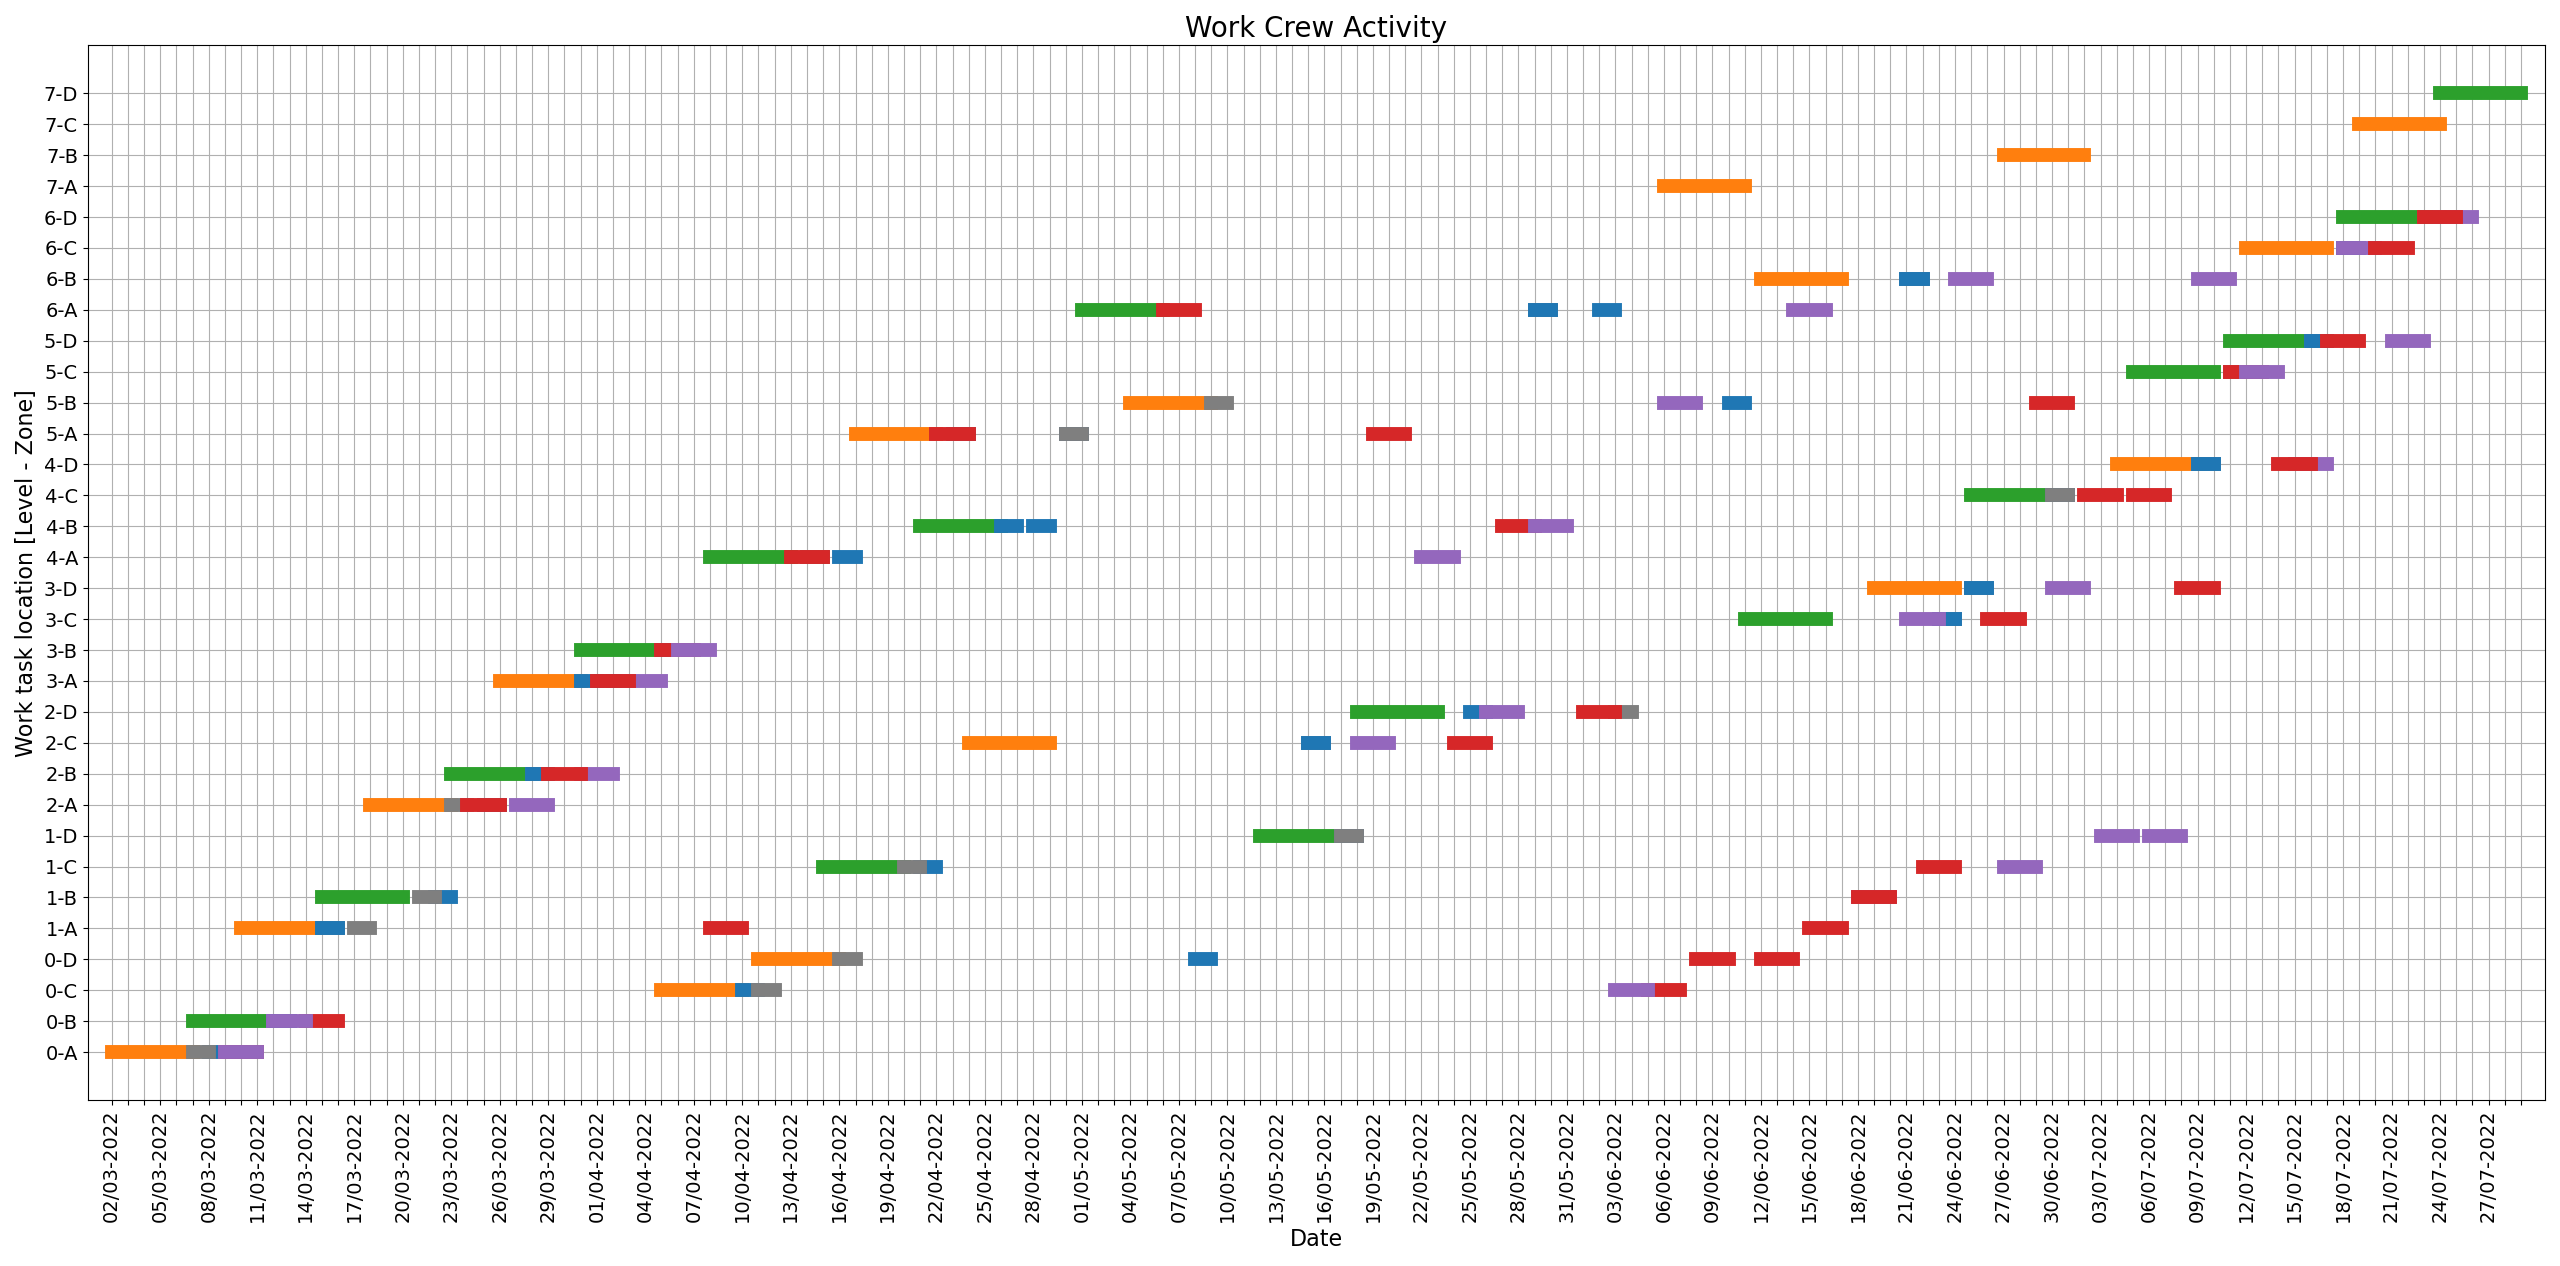 Work Crew Activity
Work task location [Level - Zone]
7-D
7-C
7-B
7-A
6-D
6-C
6-B
6-A
5-D
5-C
5-B
5-A
4-D
4-C
4-B
4-A
3-D
3-C
3-B
3-A
2-D
2-C
2-B
2-A
1-D
1-C
1-B
1-A
0-D
0-C
0-B
0-A
02/03-2022
05/03-2022
08/03-2022
11/03-2022
14/03-2022
17/03-2022
20/03-2022
23/03-2022
26/03-2022
29/03-2022
01/04-2022
04/04-2022
07/04-2022
10/04-2022
13/04-2022
16/04-2022
19/04-2022
22/04-2022
25/04-2022
28/04-2022
01/05-2022
04/05-2022
07/05-2022
10/05-2022
13/05-2022
16/05-2022
19/05-2022
22/05-2022
25/05-2022
28/05-2022
31/05-2022
03/06-2022
06/06-2022
09/06-2022
12/06-2022
15/06-2022
18/06-2022
21/06-2022
24/06-2022
27/06-2022
30/06-2022
03/07-2022
06/07-2022
09/07-2022
12/07-2022
15/07-2022
18/07-2022
21/07-2022
24/07-2022
27/07-2022
Date